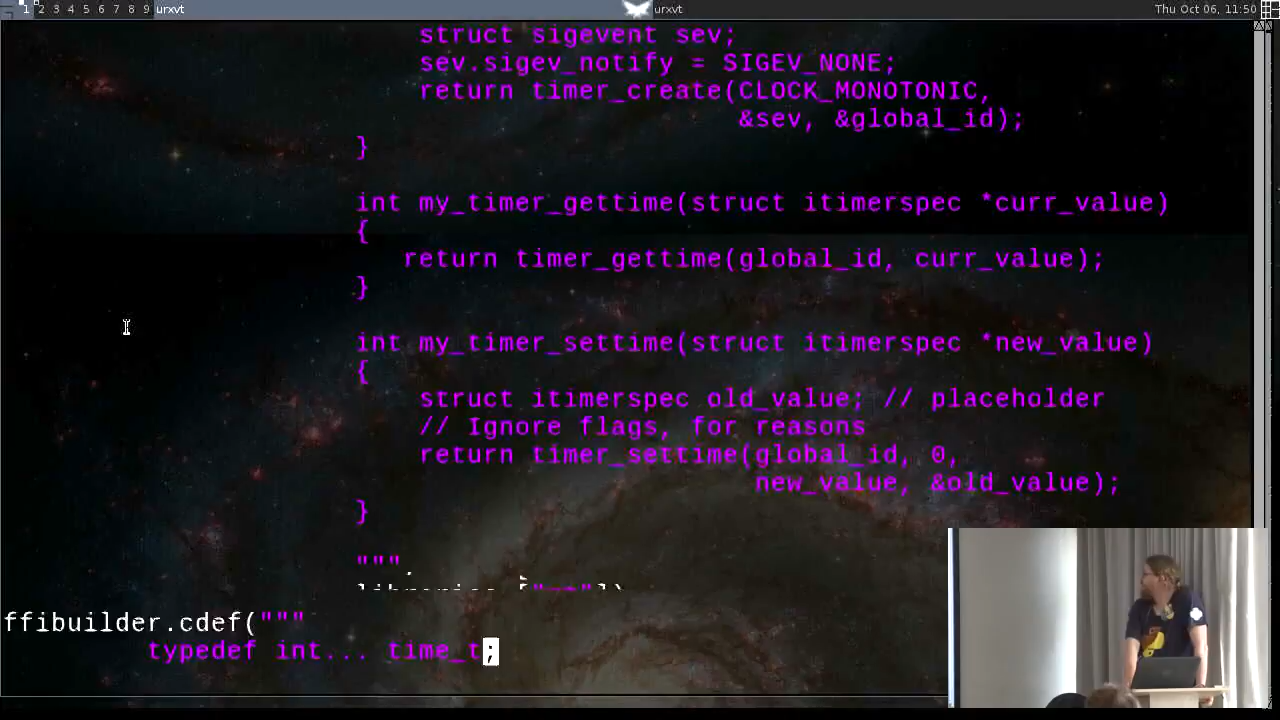 1 2 3 4 5 6 7 8 9 urxvt urxvt Thu Oct 06, 11:50
struct sigevent sev;
sev.sigev_notify = SIGEV_NONE;
return timer_create(CLOCK_MONOTONIC,
&sev, &global_id);
}
int my_timer_gettime(struct itimerspec *curr_value)
{
return timer_gettime(global_id, curr_value);
}
int my_timer_settime(struct itimerspec *new_value)
{
struct itimerspec old_value; // placeholder
// Ignore flags, for reasons
return timer_settime(global_id, 0,
new_value, &old_value);
}
""",
ffibuilder.cdef("""
typedef int... time_t;